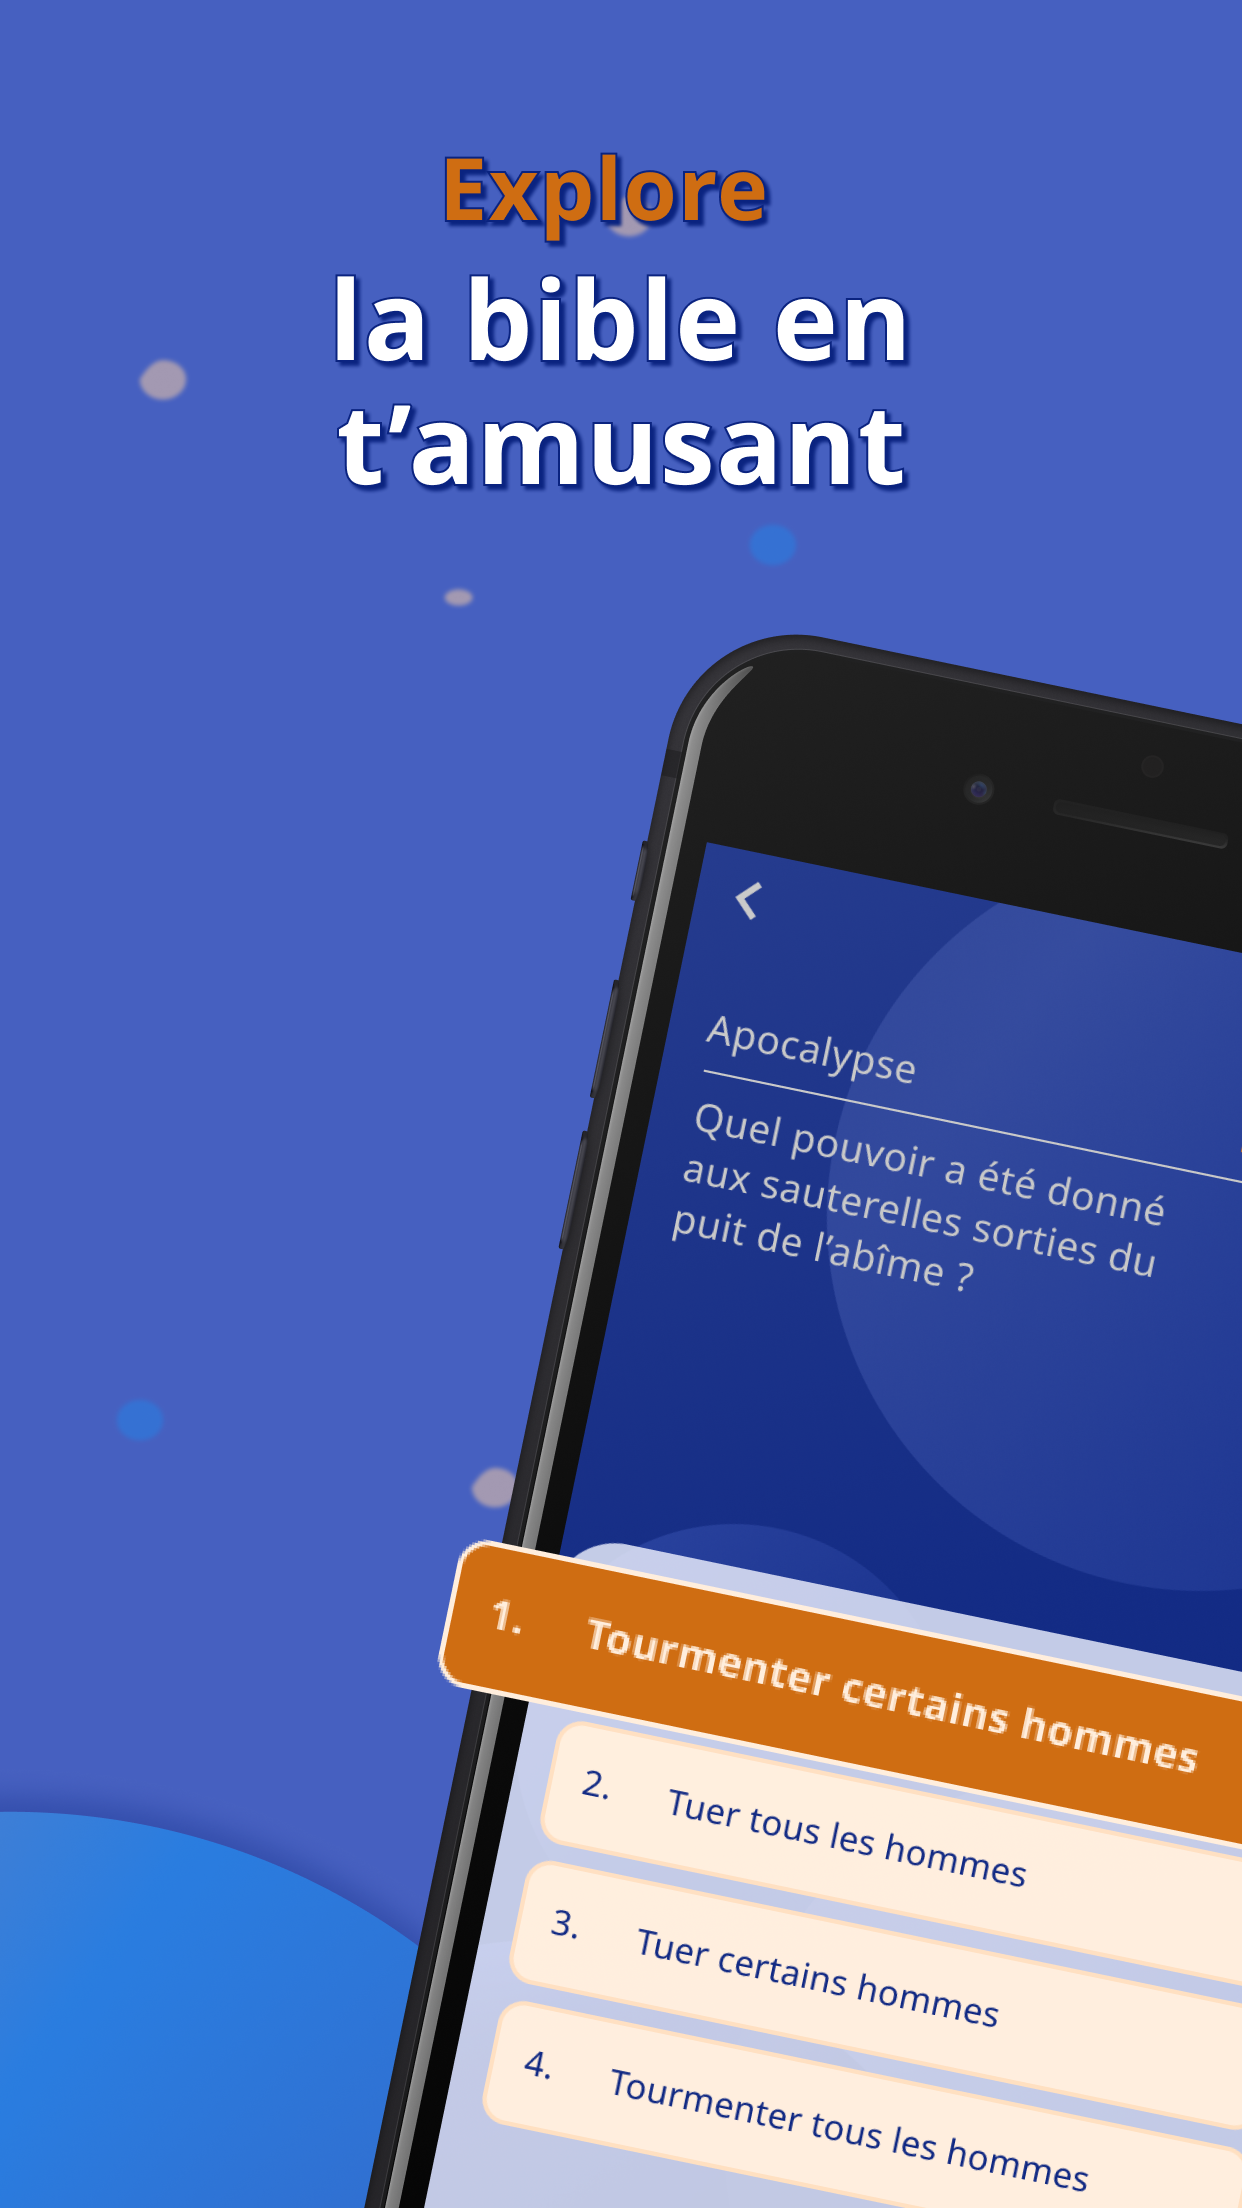 Explore
la bible en
t’amusant
Apocalypse
Quel pouvoir a été donné
aux sauterelles sorties du
puit de l’abîme ?
1. Tourmenter certains hommes
2. Tuer tous les hommes
3. Tuer certains hommes
4. Tourmenter tous les hommes